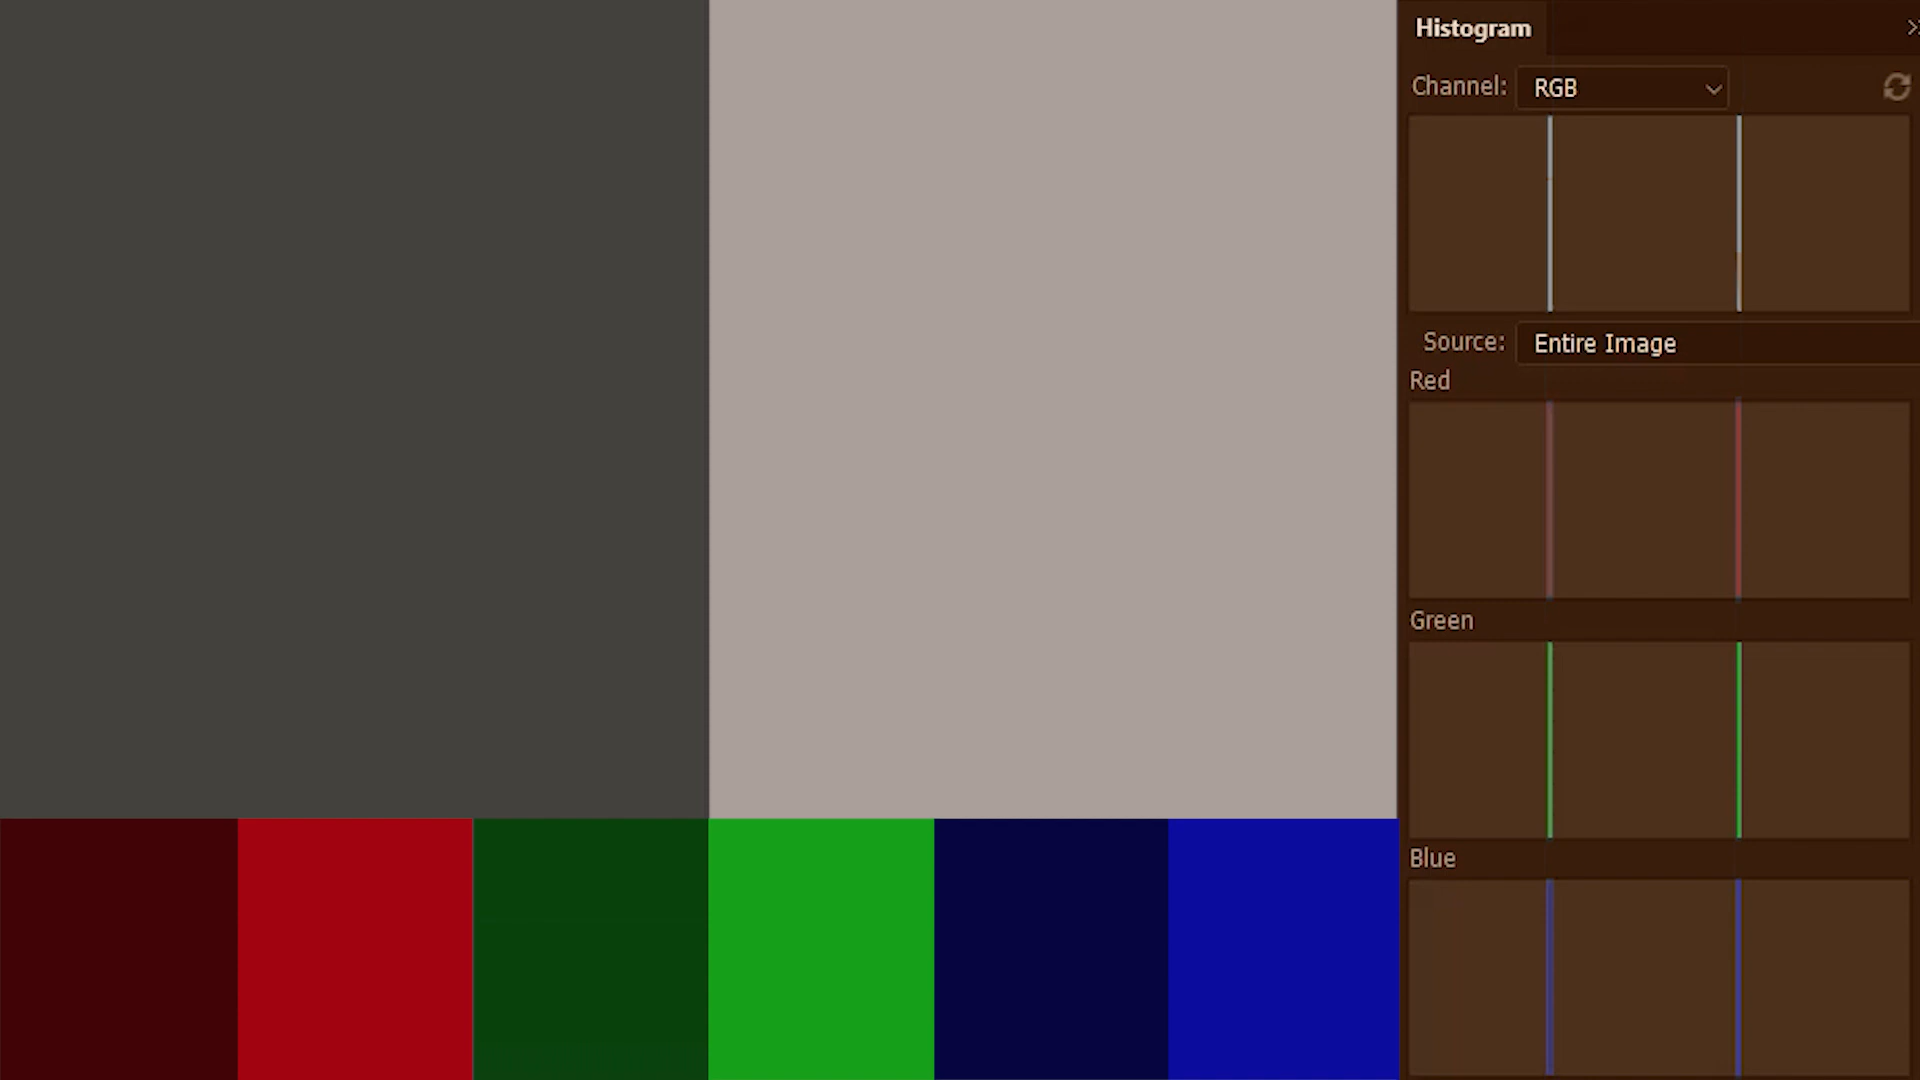 Histogram
Channel: RGB
Source: Entire Image
Red
Green
Blue